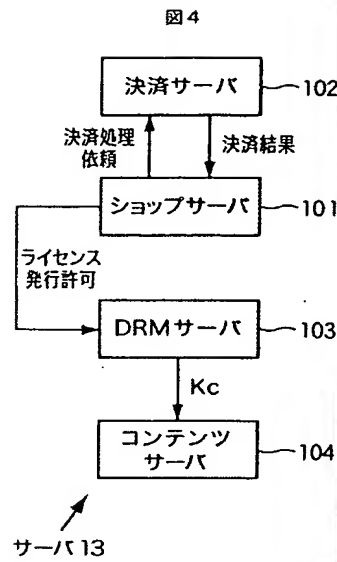 図4
決済サーバ
102
決済処理
依頼
決済結果
ショップサーバ
101
ライセンス
発行許可
DRMサーバ
103
Kc
コンテンツ
サーバ
104
サーバ13